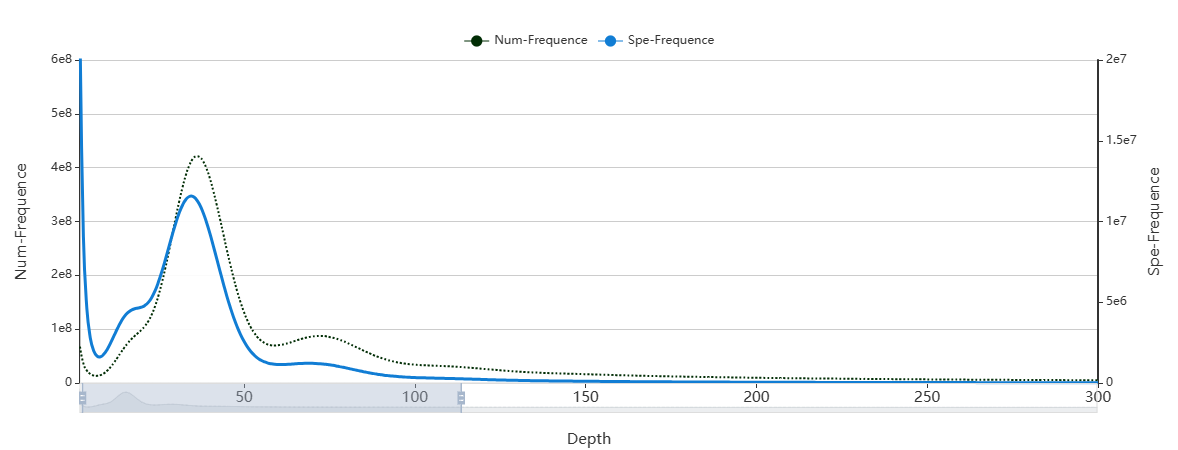 Num-Frequence Spe-Frequence
6e8 2e7
5e8
1.5e7
4e8
3e8 1e7
2e8
5e6
1e8
0 0
50 100 150 200 250 300
Num-Frequence
Spe-Frequence
Depth